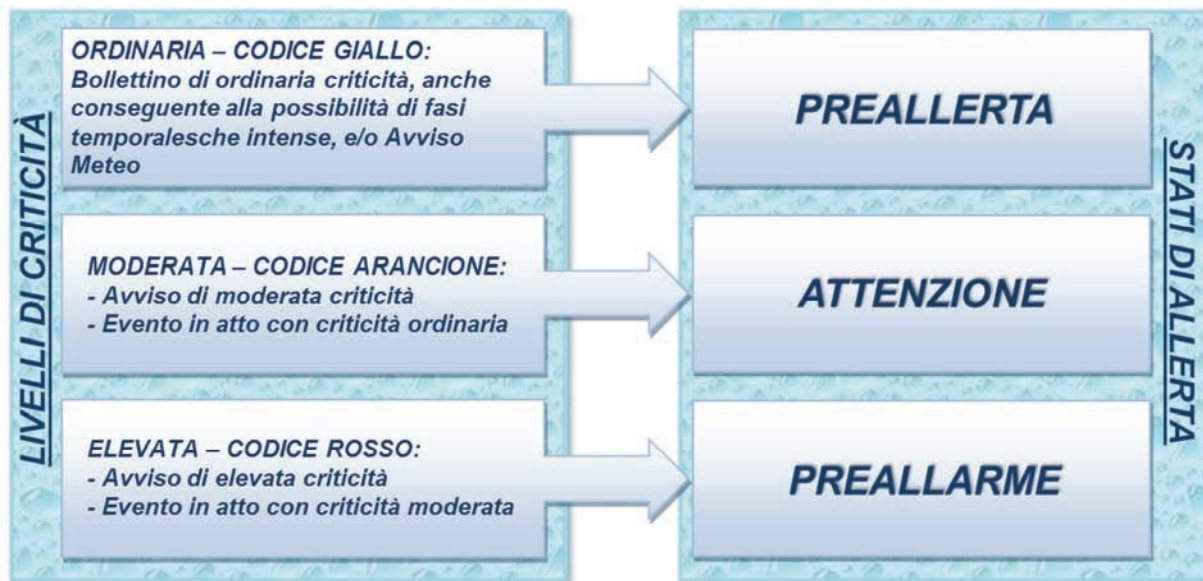 LIVELLI DI CRITICITÀ
ORDINARIA – CODICE GIALLO:
Bollettino di ordinaria criticità, anche
conseguente alla possibilità di fasi
temporalesche intense, e/o Avviso
Meteo
PREALLERTA
MODERATA – CODICE ARANCIONE:
- Avviso di moderata criticità
- Evento in atto con criticità ordinaria
ATTENZIONE
ELEVATA – CODICE ROSSO:
- Avviso di elevata criticità
- Evento in atto con criticità moderata
PREALLARME
STATI DI ALLERTA